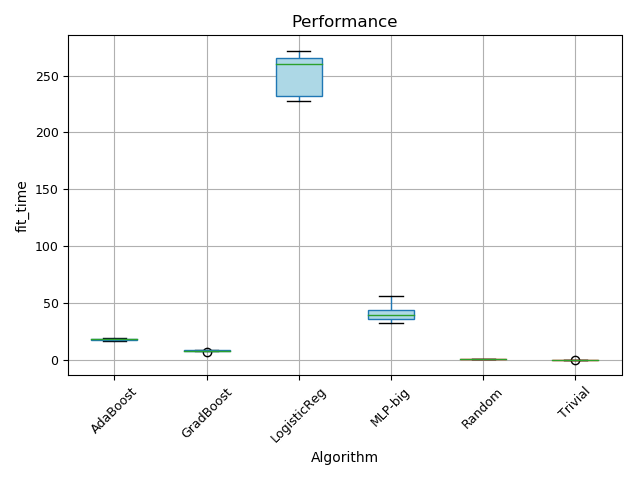 Performance
fit_time
250
200
150
100
50
0
AdaBoost
GradBoost
LogisticReg
MLP-big
Random
Trivial
Algorithm